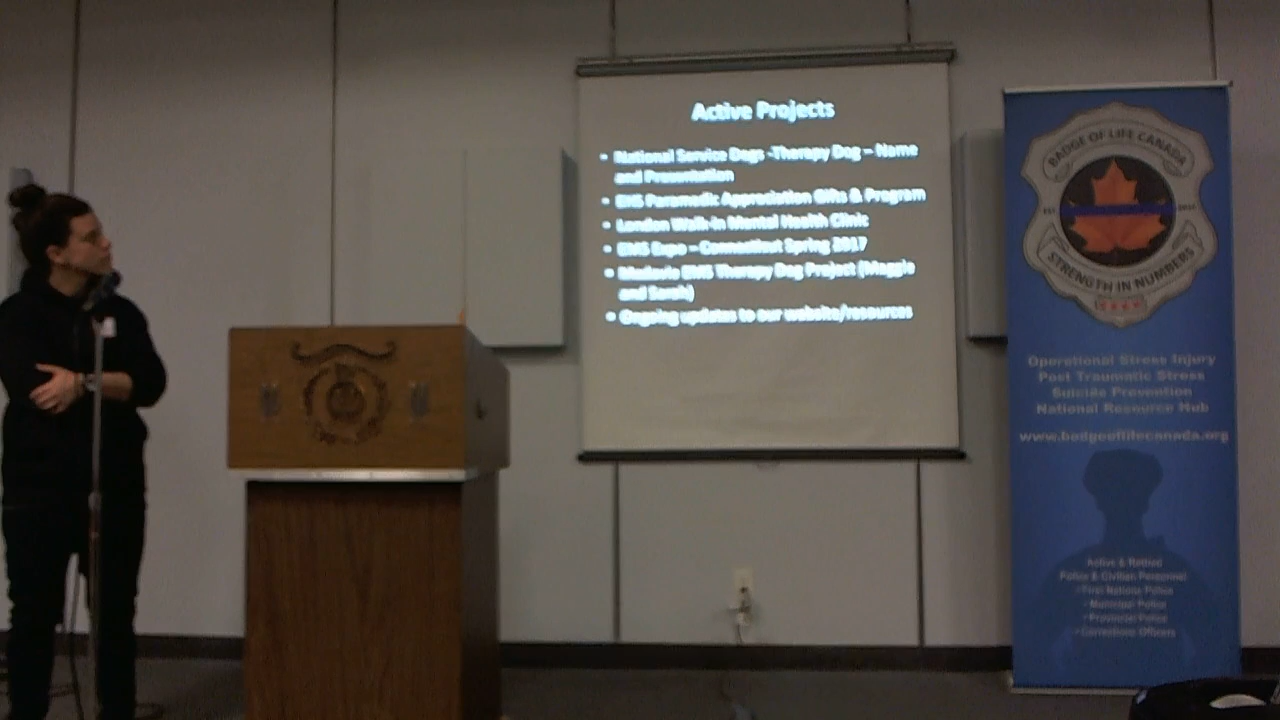 Active Projects
• National Service Dogs -Therapy Dog – Name
and Presentation
• EMS Paramedic Appreciation Gifts & Program
• London Walk-in Mental Health Clinic
• EMS Expo – Connecticut Spring 2017
• EMS Therapy Dog Project (Maggie
and Sarah)
• Ongoing updates to our website/resources
BADGE OF LIFE CANADA
EST
STRENGTH IN NUMBERS
Operational Stress Injury
Post Traumatic Stress
Suicide Prevention
National Resource Hub
www.badgeoflifecanada.org
Active & Retired
Police & Civilian Personnel
• First Nations Police
• Municipal Police
• Provincial Police
• Corrections Officers